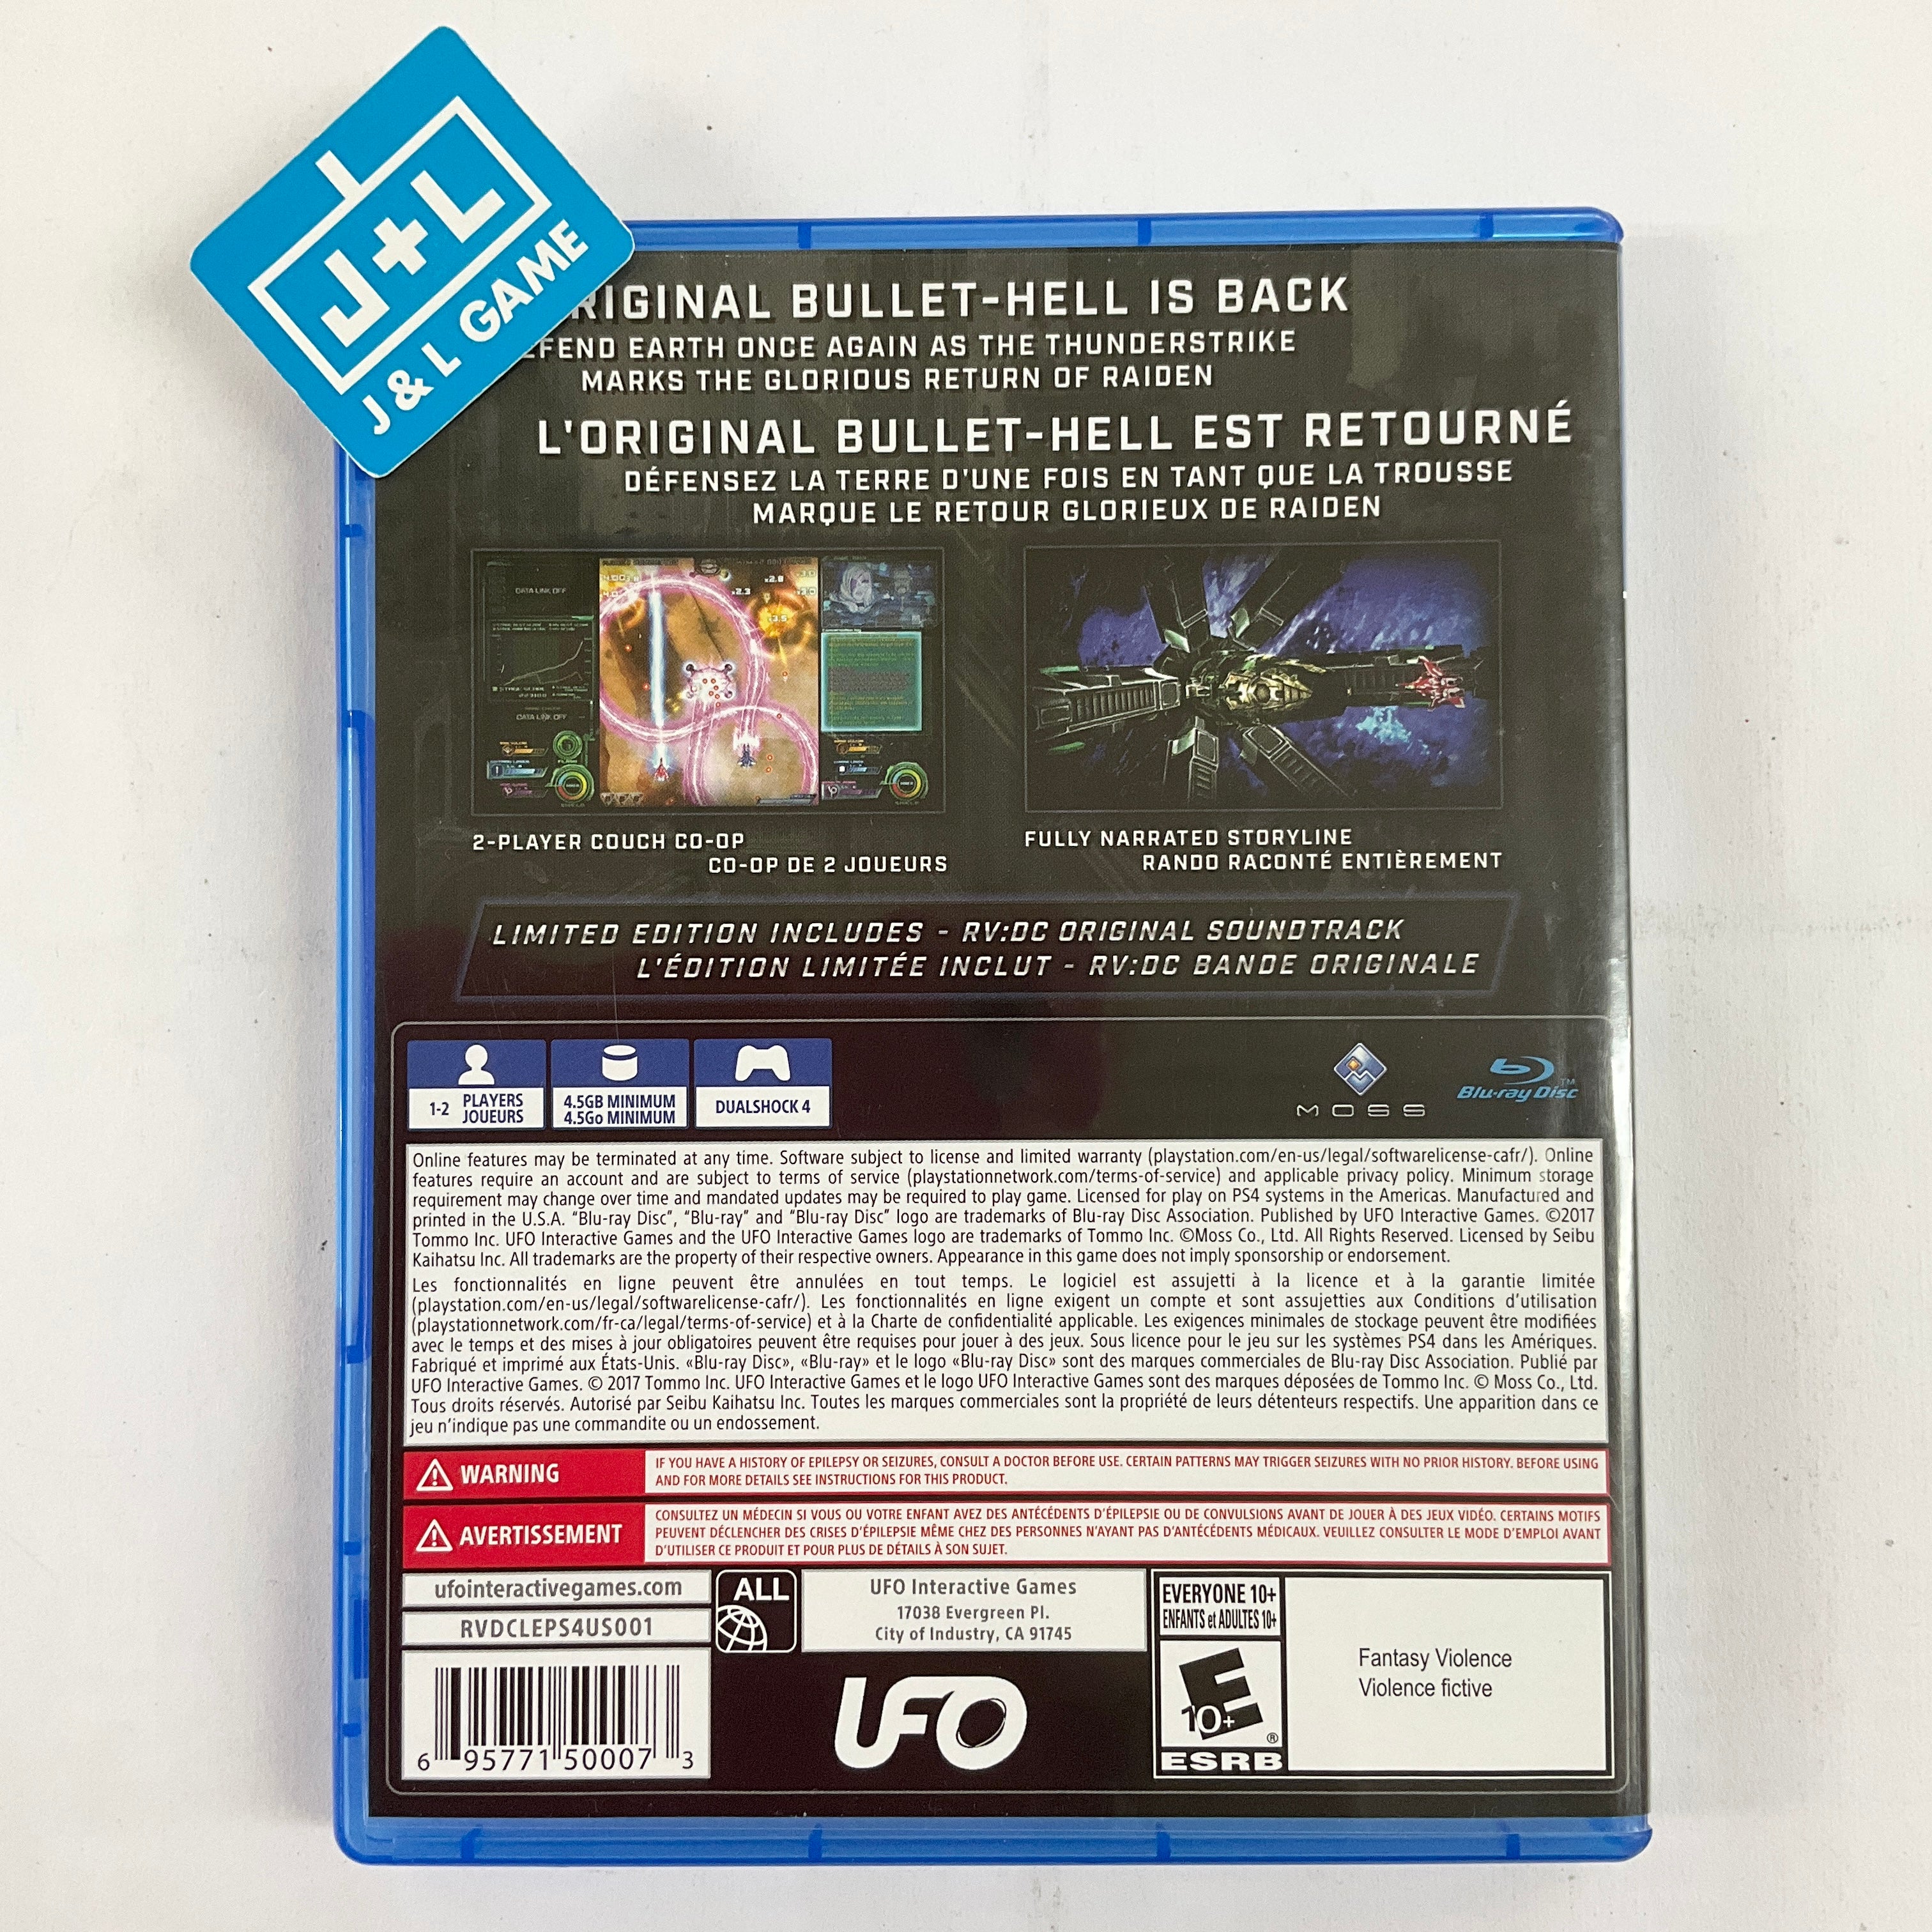 J+L
J & L GAME
ORIGINAL BULLET-HELL IS BACK
DEFEND EARTH ONCE AGAIN AS THE THUNDERSTRIKE
MARKS THE GLORIOUS RETURN OF RAIDEN
L'ORIGINAL BULLET-HELL EST RETOURNÉ
DÉFENSEZ LA TERRE D'UNE FOIS EN TANT QUE LA TROUSSE
MARQUE LE RETOUR GLORIEUX DE RAIDEN
DATA LINK OFF
DATA LINK OFF
x2.8
x2.3
2-PLAYER COUCH CO-OP
CO-OP DE 2 JOUEURS
FULLY NARRATED STORYLINE
RANDO RACONTÉ ENTIÈREMENT
LIMITED EDITION INCLUDES - RV:DC ORIGINAL SOUNDTRACK
L'ÉDITION LIMITÉE INCLUT - RV:DC BANDE ORIGINALE
1-2 PLAYERS
JOUEURS
4.5GB MINIMUM
4.5Go MINIMUM
DUALSHOCK 4
MOSS
Blu-ray Disc™
Online features may be terminated at any time. Software subject to license and limited warranty (playstation.com/en-us/legal/softwarelicense-cafr/). Online
features require an account and are subject to terms of service (playstationnetwork.com/terms-of-service) and applicable privacy policy. Minimum storage
requirement may change over time and mandated updates may be required to play game. Licensed for play on PS4 systems in the Americas. Manufactured and
printed in the U.S.A. “Blu-ray Disc”, “Blu-ray” and “Blu-ray Disc” logo are trademarks of Blu-ray Disc Association. Published by UFO Interactive Games. ©2017
Tommo Inc. UFO Interactive Games and the UFO Interactive Games logo are trademarks of Tommo Inc. ©Moss Co., Ltd. All Rights Reserved. Licensed by Seibu
Kaihatsu Inc. All trademarks are the property of their respective owners. Appearance in this game does not imply sponsorship or endorsement.
Les fonctionnalités en ligne peuvent être annulées en tout temps. Le logiciel est assujetti à la licence et à la garantie limitée
(playstation.com/en-us/legal/softwarelicense-cafr/). Les fonctionnalités en ligne exigent un compte et sont assujetties aux Conditions d’utilisation
(playstationnetwork.com/fr-ca/legal/terms-of-service) et à la Charte de confidentialité applicable. Les exigences minimales de stockage peuvent être modifiées
avec le temps et des mises à jour obligatoires peuvent être requises pour jouer à des jeux. Sous licence pour le jeu sur les systèmes PS4 dans les Amériques.
Fabriqué et imprimé aux États-Unis. «Blu-ray Disc», «Blu-ray» et le logo «Blu-ray Disc» sont des marques commerciales de Blu-ray Disc Association. Publié par
UFO Interactive Games. © 2017 Tommo Inc. UFO Interactive Games et le logo UFO Interactive Games sont des marques déposées de Tommo Inc. © Moss Co., Ltd.
Tous droits réservés. Autorisé par Seibu Kaihatsu Inc. Toutes les marques commerciales sont la propriété de leurs détenteurs respectifs. Une apparition dans ce
jeu n’indique pas une commandite ou un endossement.
WARNING
IF YOU HAVE A HISTORY OF EPILEPSY OR SEIZURES, CONSULT A DOCTOR BEFORE USE. CERTAIN PATTERNS MAY TRIGGER SEIZURES WITH NO PRIOR HISTORY. BEFORE USING
AND FOR MORE DETAILS SEE INSTRUCTIONS FOR THIS PRODUCT.
AVERTISSEMENT
CONSULTEZ UN MÉDECIN SI VOUS OU VOTRE ENFANT AVEZ DES ANTÉCÉDENTS D’ÉPILEPSIE OU DE CONVULSIONS AVANT DE JOUER À DES JEUX VIDÉO. CERTAINS MOTIFS
PEUVENT DÉCLENCHER DES CRISES D’ÉPILEPSIE MÊME CHEZ DES PERSONNES N’AYANT PAS D’ANTÉCÉDENTS MÉDICAUX. VEUILLEZ CONSULTER LE MODE D’EMPLOI AVANT
D’UTILISER CE PRODUIT ET POUR PLUS DE DÉTAILS À SON SUJET.
ufointeractivegames.com
RVDCLEPS4US001
ALL
UFO Interactive Games
17038 Evergreen Pl.
City of Industry, CA 91745
UFO
EVERYONE 10+
ENFANTS et ADULTES 10+
E
10+
®
ESRB
Fantasy Violence
Violence fictive
6 95771 50007 3